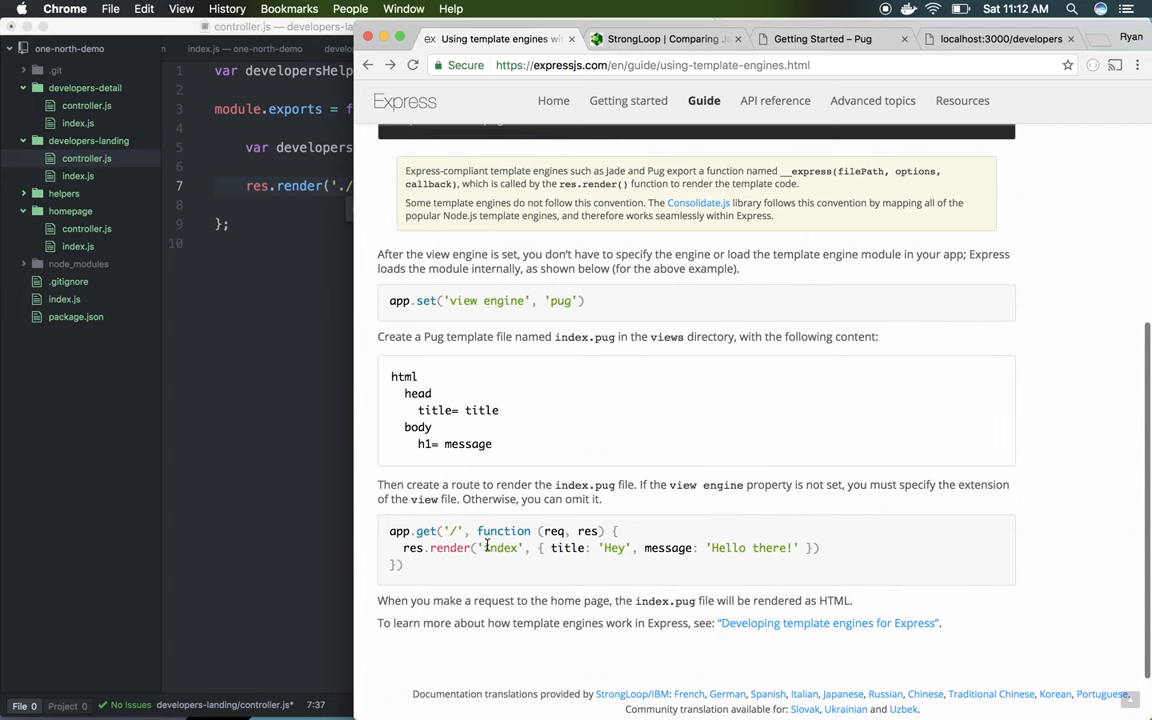 Chrome File Edit View History Bookmarks People Window Help Sat 11:12 AM
controller.js — developers-la
one-north-demo
.git
developers-detail
controller.js
index.js
developers-landing
controller.js
index.js
helpers
homepage
controller.js
index.js
node_modules
.gitignore
index.js
package.json
index.js — one-north-demo develope
1 var developersHel
2
3 module.exports = f
4
5 var developers
6
7 res.render('./
8
9 };
10
File 0 Project 0 No Issues developers-landing/controller.js* 7:37
ex Using template engines wit × StrongLoop | Comparing Ja × Getting Started – Pug × localhost:3000/developers × Ryan
Secure https://expressjs.com/en/guide/using-template-engines.html
Express Home Getting started Guide API reference Advanced topics Resources
Express-compliant template engines such as Jade and Pug export a function named __express(filePath, options,
callback), which is called by the res.render() function to render the template code.
Some template engines do not follow this convention. The Consolidate.js library follows this convention by mapping all of the
popular Node.js template engines, and therefore works seamlessly within Express.
After the view engine is set, you don't have to specify the engine or load the template engine module in your app; Express
loads the module internally, as shown below (for the above example).
app.set('view engine', 'pug')
Create a Pug template file named index.pug in the views directory, with the following content:
html
head
title= title
body
h1= message
Then create a route to render the index.pug file. If the view engine property is not set, you must specify the extension
of the view file. Otherwise, you can omit it.
app.get('/', function (req, res) {
res.render('index', { title: 'Hey', message: 'Hello there!' })
})
When you make a request to the home page, the index.pug file will be rendered as HTML.
To learn more about how template engines work in Express, see: "Developing template engines for Express".
Documentation translations provided by StrongLoop/IBM: French, German, Spanish, Italian, Japanese, Russian, Chinese, Traditional Chinese, Korean, Portuguese,
Community translation available for: Slovak, Ukrainian and Uzbek.